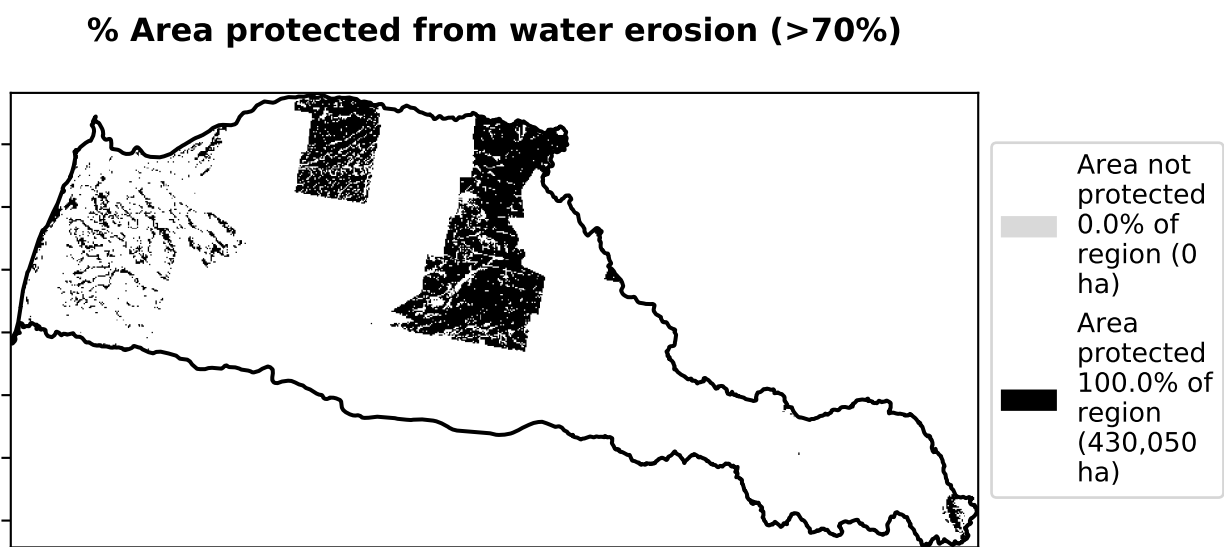 % Area protected from water erosion (>70%)
Area not
protected
0.0% of
region (0
ha)
Area
protected
100.0% of
region
(430,050
ha)